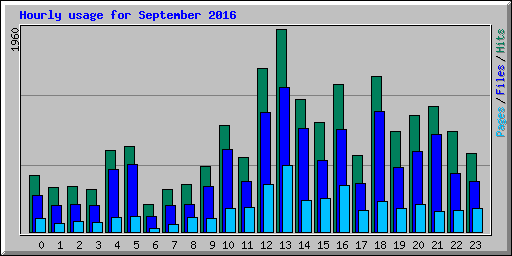 Hourly usage for September 2016
1960
Pages / Files / Hits
0 1 2 3 4 5 6 7 8 9 10 11 12 13 14 15 16 17 18 19 20 21 22 23